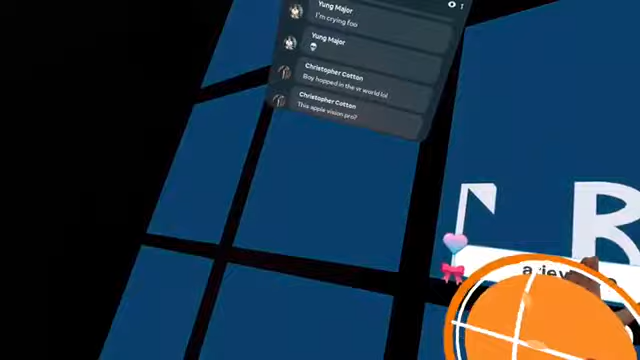 Yung Major
I'm crying foo
Yung Major
💀
Christopher Cotton
Boy hopped in the vr world lol
Christopher Cotton
This apple vision pro?
R